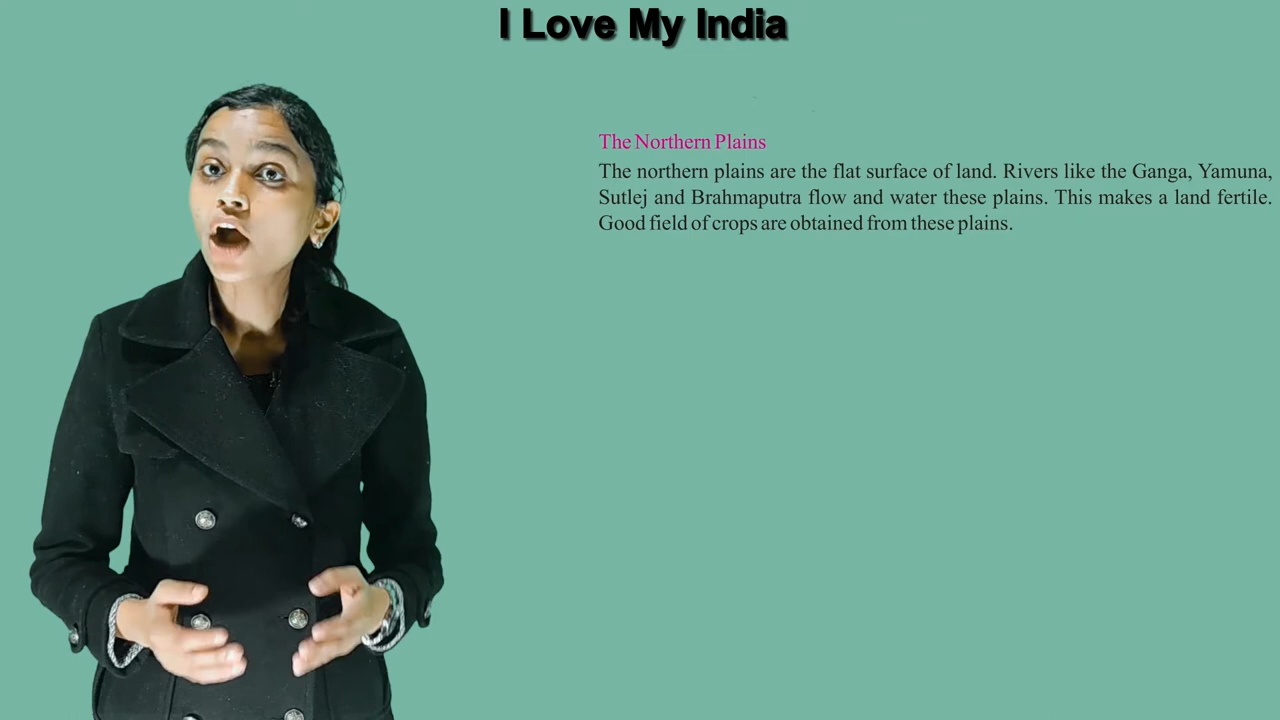 I Love My India
The Northern Plains
The northern plains are the flat surface of land. Rivers like the Ganga, Yamuna,
Sutlej and Brahmaputra flow and water these plains. This makes a land fertile.
Good field of crops are obtained from these plains.